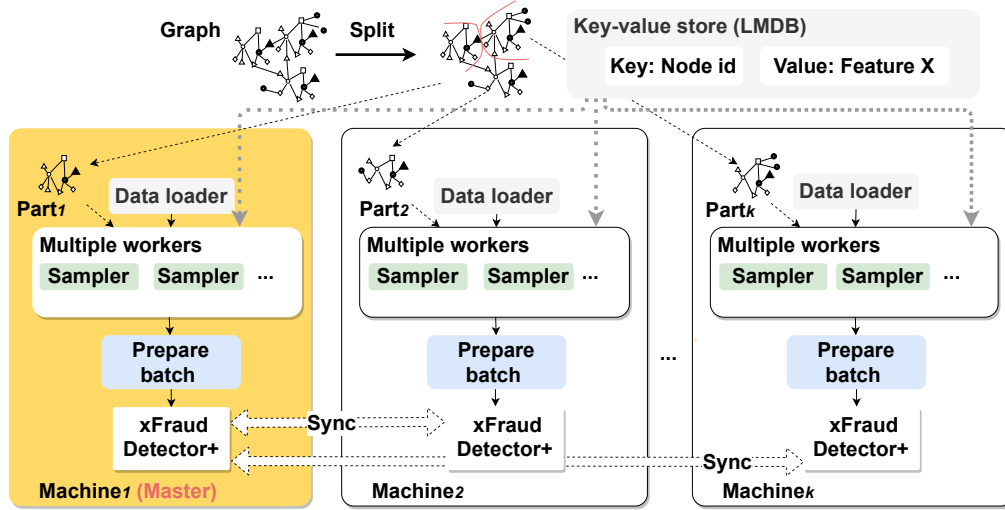 Graph
Split
Key-value store (LMDB)
Key: Node id
Value: Feature X
Part1
Data loader
Multiple workers
Sampler
Sampler
...
Prepare
batch
xFraud
Detector+
Machine1 (Master)
Sync
Part2
Data loader
Multiple workers
Sampler
Sampler
...
Prepare
batch
xFraud
Detector+
Machine2
...
Sync
Partk
Data loader
Multiple workers
Sampler
Sampler
...
Prepare
batch
xFraud
Detector+
Machinek